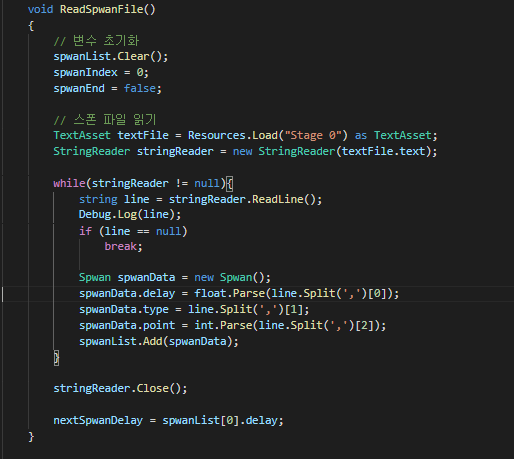 void ReadSpwanFile()
{
// 변수 초기화
spwanList.Clear();
spwanIndex = 0;
spwanEnd = false;
// 스폰 파일 읽기
TextAsset textFile = Resources.Load("Stage 0") as TextAsset;
StringReader stringReader = new StringReader(textFile.text);
while(stringReader != null){
string line = stringReader.ReadLine();
Debug.Log(line);
if (line == null)
break;
Spwan spwanData = new Spwan();
spwanData.delay = float.Parse(line.Split(',')[0]);
spwanData.type = line.Split(',')[1];
spwanData.point = int.Parse(line.Split(',')[2]);
spwanList.Add(spwanData);
}
stringReader.Close();
nextSpwanDelay = spwanList[0].delay;
}